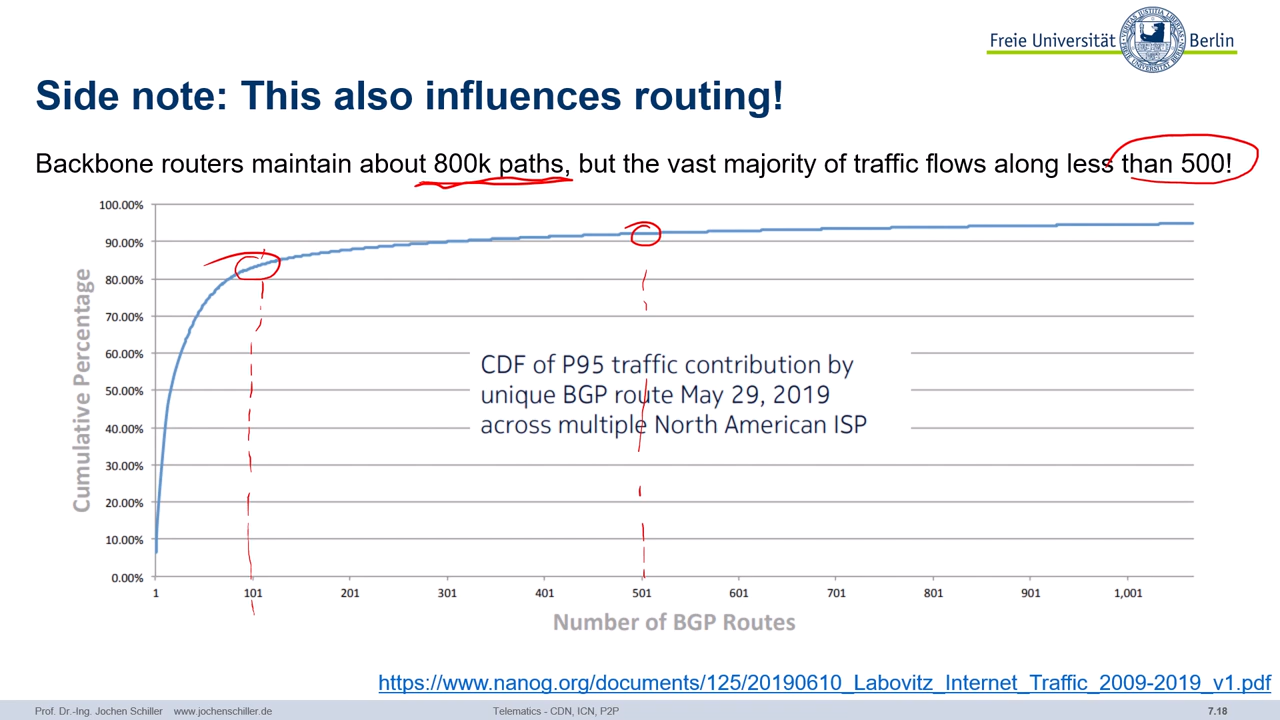 Freie Universität Berlin
Side note: This also influences routing!
Backbone routers maintain about 800k paths, but the vast majority of traffic flows along less than 500!
100.00%
90.00%
80.00%
70.00%
60.00%
50.00%
40.00%
30.00%
20.00%
10.00%
0.00%
Cumulative Percentage
CDF of P95 traffic contribution by
unique BGP route May 29, 2019
across multiple North American ISP
1 101 201 301 401 501 601 701 801 901 1,001
Number of BGP Routes
https://www.nanog.org/documents/125/20190610_Labovitz_Internet_Traffic_2009-2019_v1.pdf
Prof. Dr.-Ing. Jochen Schiller www.jochenschiller.de Telematics - CDN, ICN, P2P 7.18